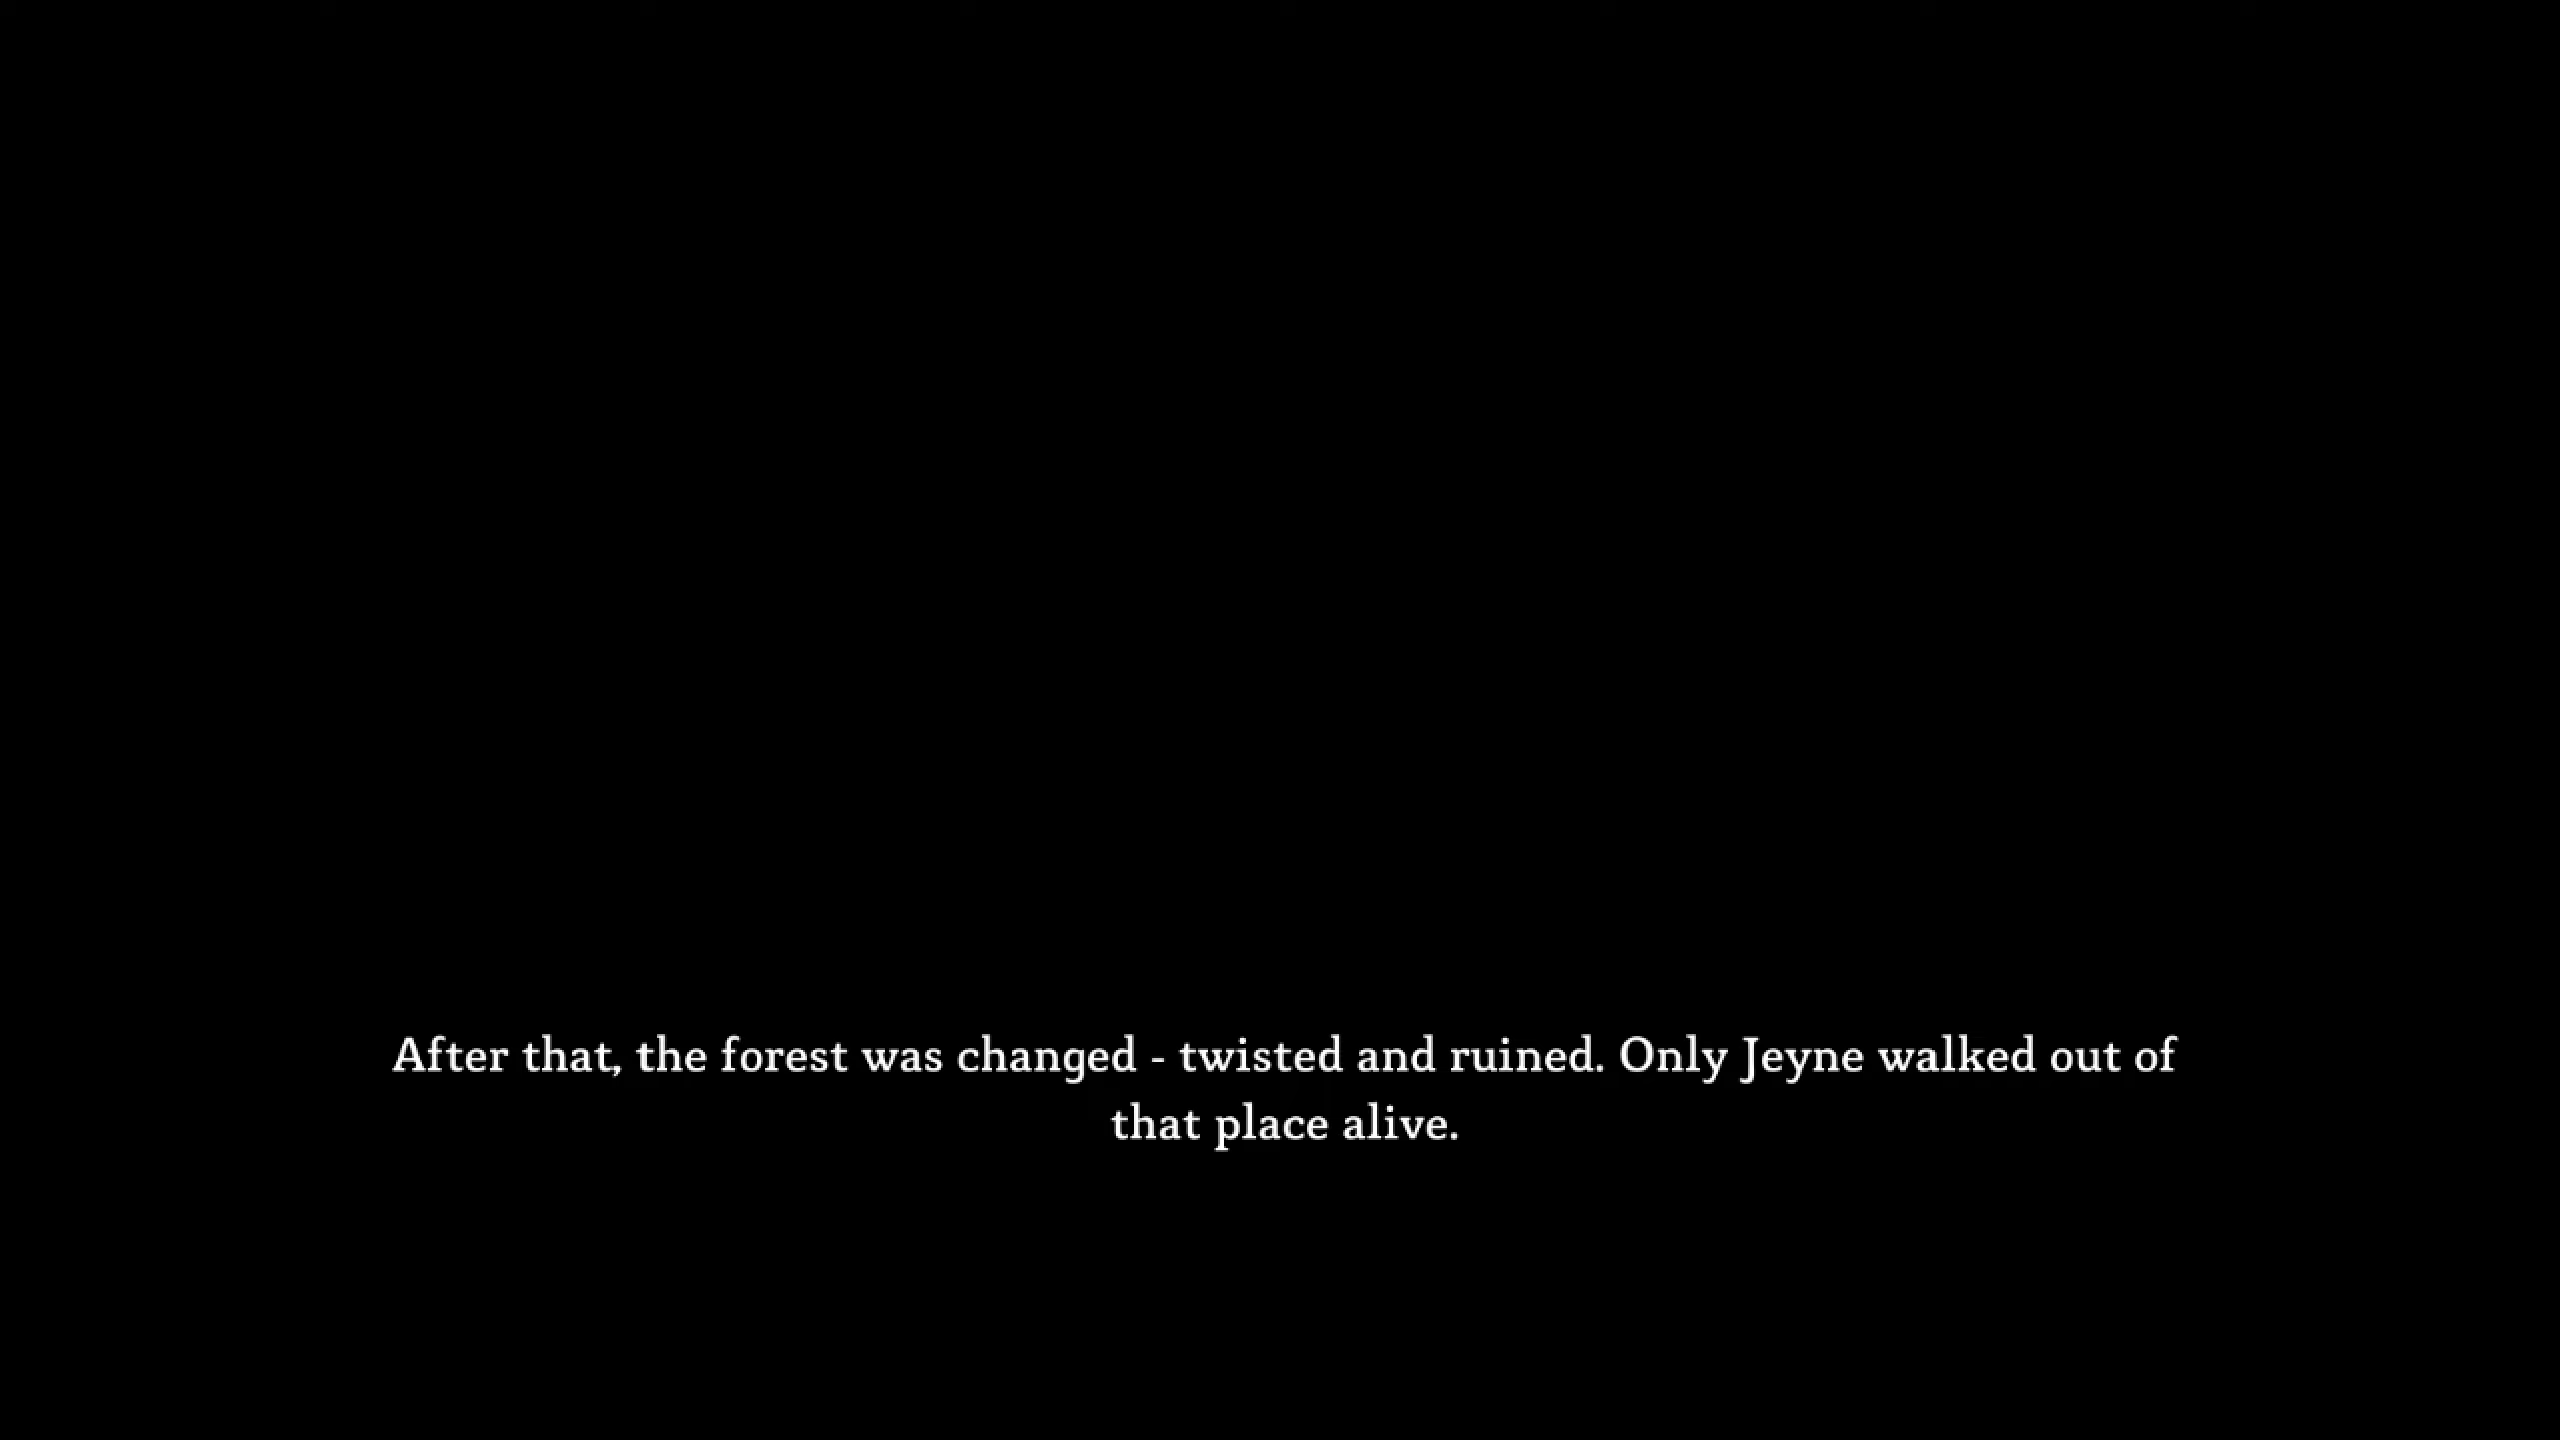 After that, the forest was changed - twisted and ruined. Only Jeyne walked out of
that place alive.